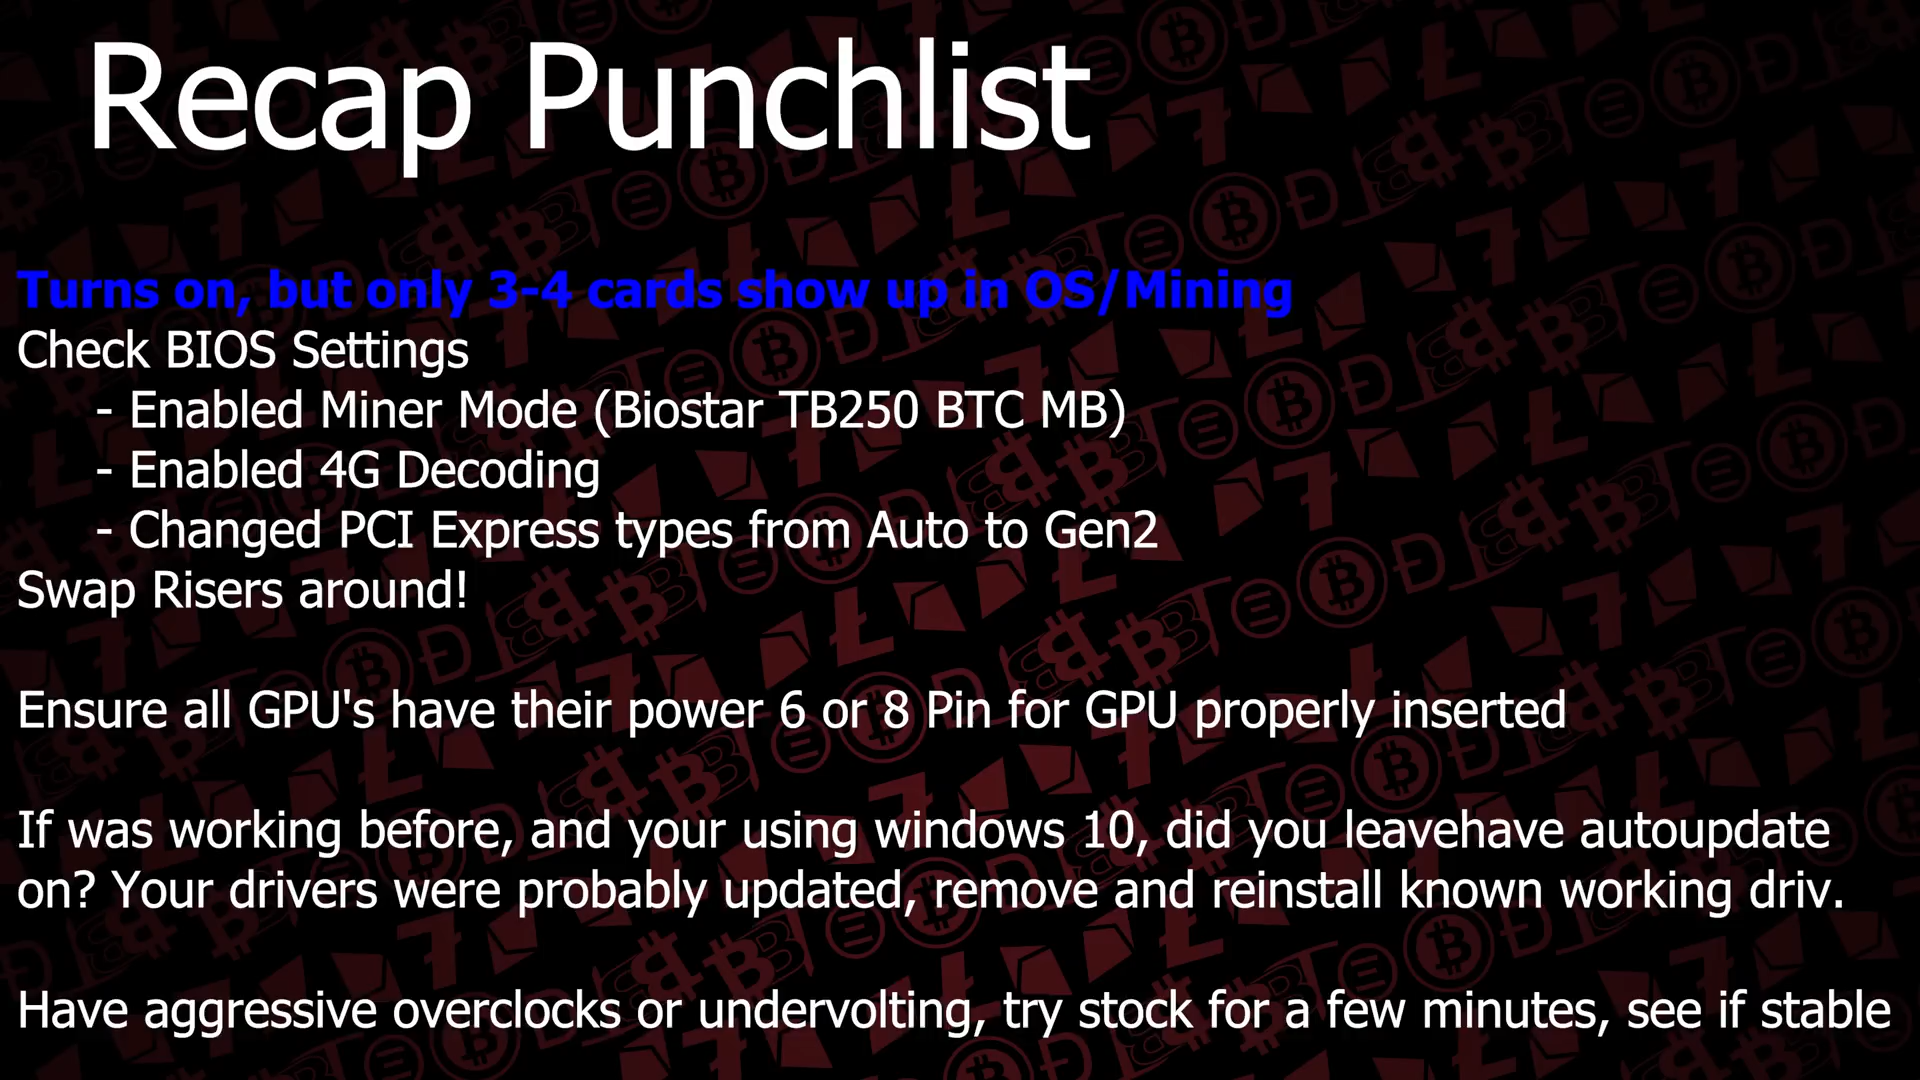 Recap Punchlist
Turns on, but only 3-4 cards show up in OS/Mining
Check BIOS Settings
- Enabled Miner Mode (Biostar TB250 BTC MB)
- Enabled 4G Decoding
- Changed PCI Express types from Auto to Gen2
Swap Risers around!
Ensure all GPU's have their power 6 or 8 Pin for GPU properly inserted
If was working before, and your using windows 10, did you leavehave autoupdate
on? Your drivers were probably updated, remove and reinstall known working driv.
Have aggressive overclocks or undervolting, try stock for a few minutes, see if stable